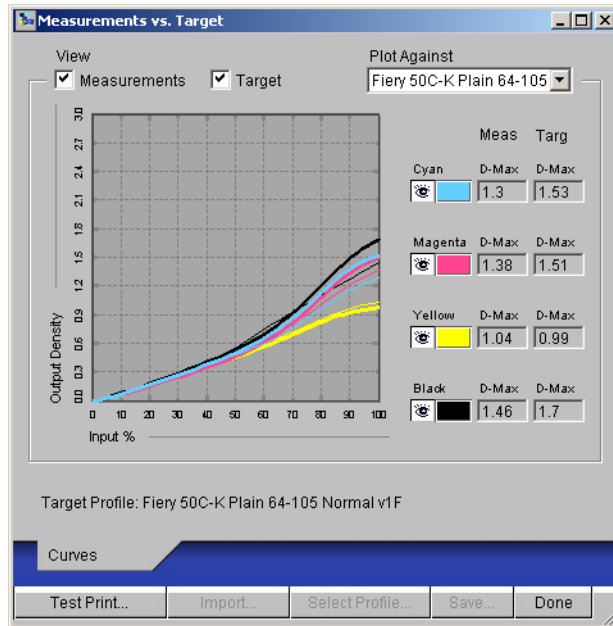 Measurements vs. Target
View
Plot Against
Measurements
Target
Fiery 50C-K Plain 64-105
3.0
2.7
2.4
2.1
1.8
1.5
1.2
0.9
0.6
0.3
0.0
Output Density
0 10 20 30 40 50 60 70 80 90 100
Input %
Meas Targ
Cyan D-Max D-Max
1.3 1.53
Magenta D-Max D-Max
1.38 1.51
Yellow D-Max D-Max
1.04 0.99
Black D-Max D-Max
1.46 1.7
Target Profile: Fiery 50C-K Plain 64-105 Normal v1F
Curves
Test Print... Import... Select Profile... Save... Done